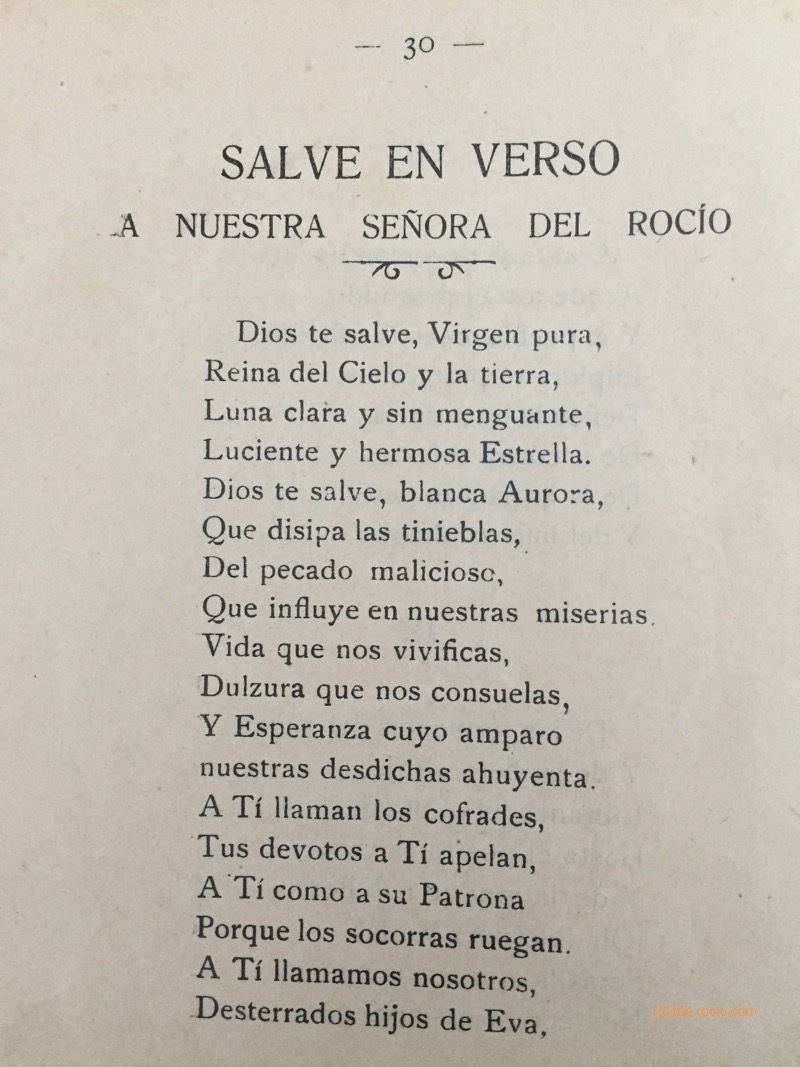 — 30 —
SALVE EN VERSO
A NUESTRA SEÑORA DEL ROCÍO
Dios te salve, Virgen pura,
Reina del Cielo y la tierra,
Luna clara y sin menguante,
Luciente y hermosa Estrella.
Dios te salve, blanca Aurora,
Que disipa las tinieblas,
Del pecado malicioso,
Que influye en nuestras miserias.
Vida que nos vivificas,
Dulzura que nos consuelas,
Y Esperanza cuyo amparo
nuestras desdichas ahuyenta.
A Tí llaman los cofrades,
Tus devotos a Tí apelan,
A Tí como a su Patrona
Porque los socorras ruegan.
A Tí llamamos nosotros,
Desterrados hijos de Eva,